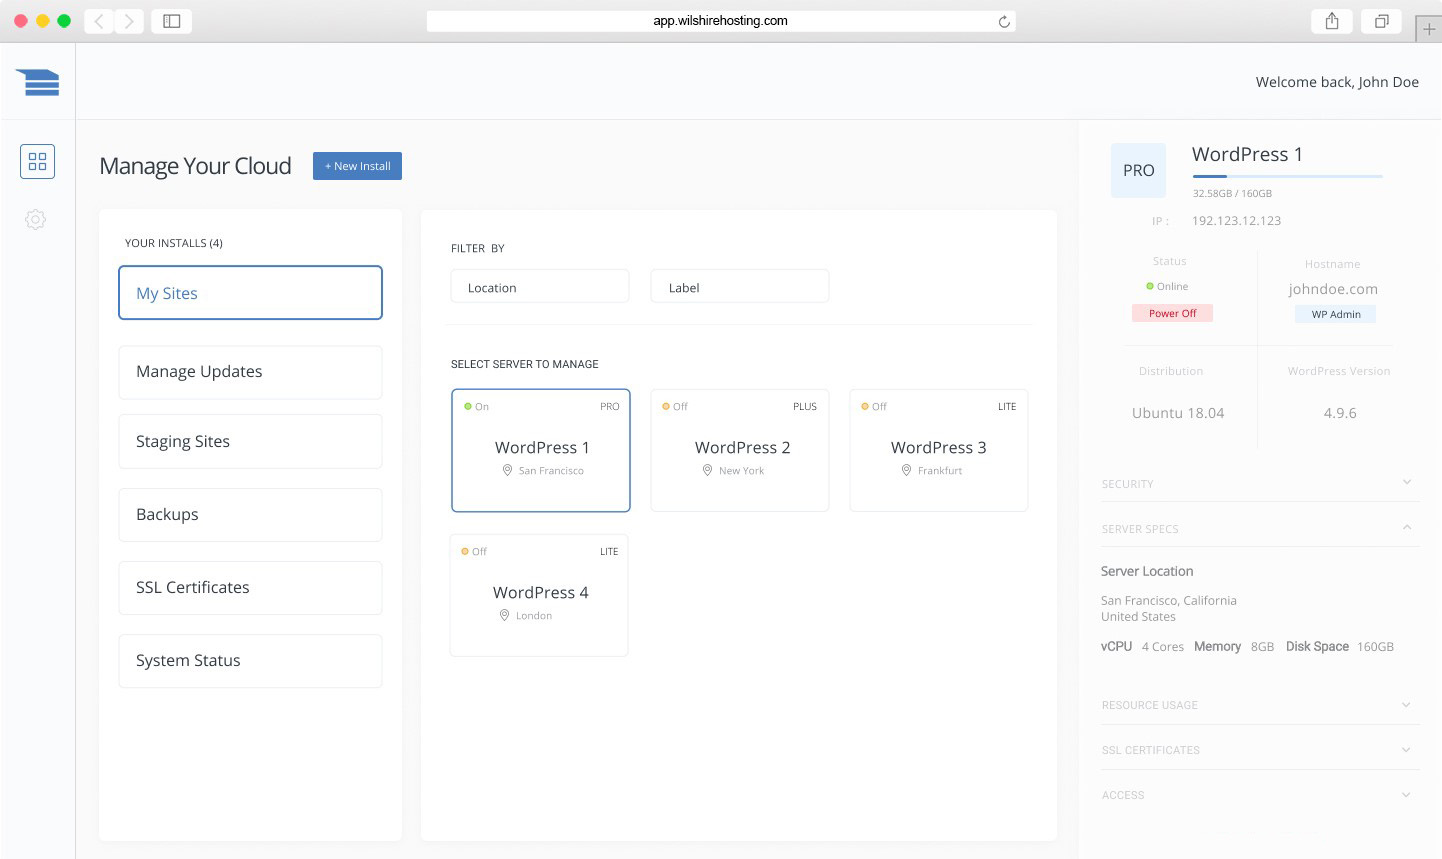 app.wilshirehosting.com
Welcome back, John Doe
Manage Your Cloud
+ New Install
YOUR INSTALLS (4)
My Sites
Manage Updates
Staging Sites
Backups
SSL Certificates
System Status
FILTER BY
Location
Label
SELECT SERVER TO MANAGE
On
PRO
WordPress 1
San Francisco
Off
PLUS
WordPress 2
New York
Off
LITE
WordPress 3
Frankfurt
Off
LITE
WordPress 4
London
PRO
WordPress 1
32.58GB / 160GB
IP : 192.123.12.123
Status
Online
Power Off
Hostname
johndoe.com
WP Admin
Distribution
Ubuntu 18.04
WordPress Version
4.9.6
SECURITY
SERVER SPECS
Server Location
San Francisco, California
United States
vCPU 4 Cores Memory 8GB Disk Space 160GB
RESOURCE USAGE
SSL CERTIFICATES
ACCESS